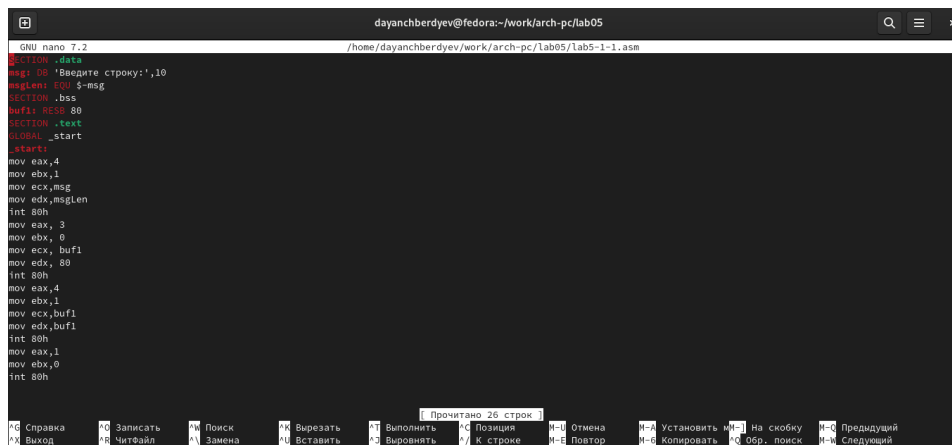 dayanchberdyev@fedora:~/work/arch-pc/lab05
GNU nano 7.2 /home/dayanchberdyev/work/arch-pc/lab05/lab5-1-1.asm
SECTION .data
msg: DB 'Введите строку:',10
msgLen: EQU $-msg
SECTION .bss
buf1: RESB 80
SECTION .text
GLOBAL _start
_start:
mov eax,4
mov ebx,1
mov ecx,msg
mov edx,msgLen
int 80h
mov eax, 3
mov ebx, 0
mov ecx, buf1
mov edx, 80
int 80h
mov eax,4
mov ebx,1
mov ecx,buf1
mov edx,buf1
int 80h
mov eax,1
mov ebx,0
int 80h
[ Прочитано 26 строк ]
^G Справка ^O Записать ^W Поиск ^K Вырезать ^T Выполнить ^C Позиция M-U Отмена M-A Установить м M-] На скобку M-Q Предыдущий
^X Выход ^R ЧитФайл ^\ Замена ^U Вставить ^J Выровнять ^/ К строке M-E Повтор M-6 Копировать ^Q Обр. поиск M-W Следующий